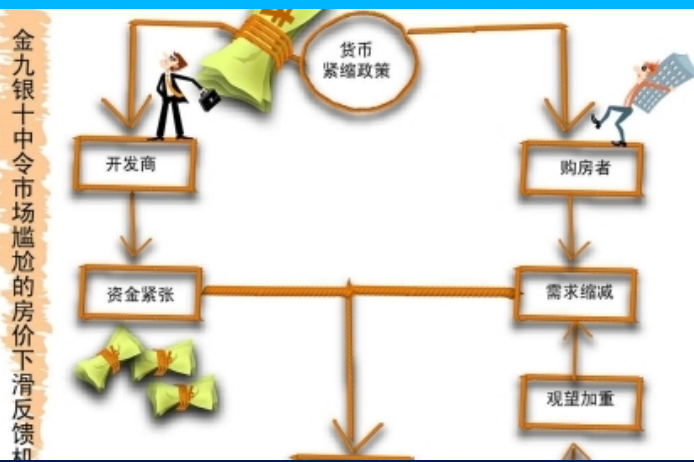 金九银十中令市场尴尬的房价下滑反馈机
货币
紧缩政策
开发商
购房者
资金紧张
需求缩减
观望加重